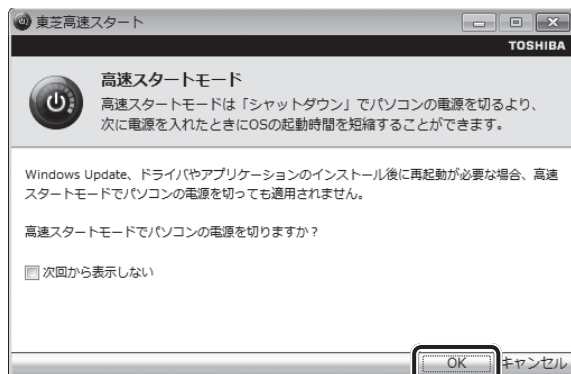 東芝高速スタート
TOSHIBA
高速スタートモード
高速スタートモードは「シャットダウン」でパソコンの電源を切るより、
次に電源を入れたときにOSの起動時間を短縮することができます。
Windows Update、ドライバやアプリケーションのインストール後に再起動が必要な場合、高速
スタートモードでパソコンの電源を切っても適用されません。
高速スタートモードでパソコンの電源を切りますか？
次回から表示しない
OK キャンセル